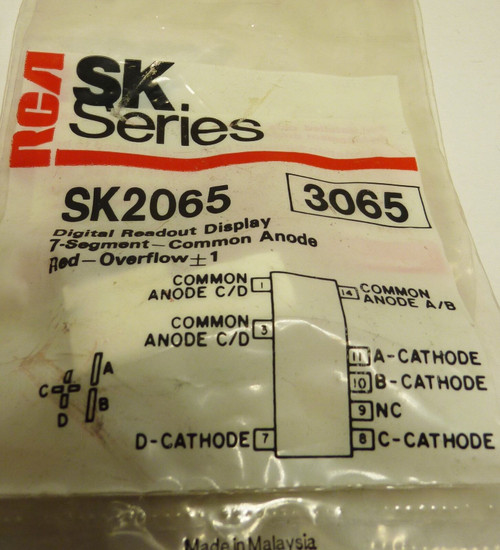 RCA
SK
Series
SK2065 3065
Digital Readout Display
7-Segment-Common Anode
Red-Overflow ± 1
COMMON
ANODE C/D 1
14 COMMON
ANODE A/B
COMMON
ANODE C/D 3
11 A-CATHODE
10 B-CATHODE
9 NC
D-CATHODE 7
8 C-CATHODE
A
C
B
D
Made in Malaysia